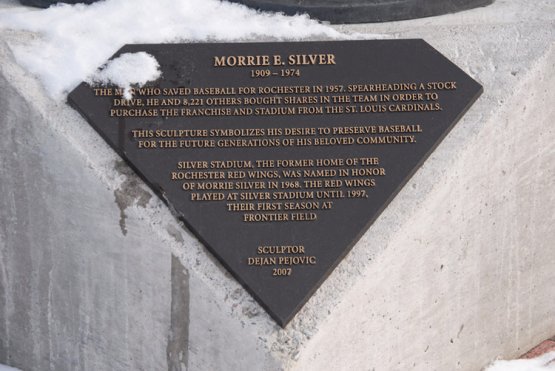 MORRIE E. SILVER
1909 – 1974
THE MAN WHO SAVED BASEBALL FOR ROCHESTER IN 1957. SPEARHEADING A STOCK
DRIVE, HE AND 8,221 OTHERS BOUGHT SHARES IN THE TEAM IN ORDER TO
PURCHASE THE FRANCHISE AND STADIUM FROM THE ST. LOUIS CARDINALS.
THIS SCULPTURE SYMBOLIZES HIS DESIRE TO PRESERVE BASEBALL
FOR THE FUTURE GENERATIONS OF HIS BELOVED COMMUNITY.
SILVER STADIUM, THE FORMER HOME OF THE
ROCHESTER RED WINGS, WAS NAMED IN HONOR
OF MORRIE SILVER IN 1968. THE RED WINGS
PLAYED AT SILVER STADIUM UNTIL 1997,
THEIR FIRST SEASON AT
FRONTIER FIELD
SCULPTOR
DEJAN PEJOVIC
2007